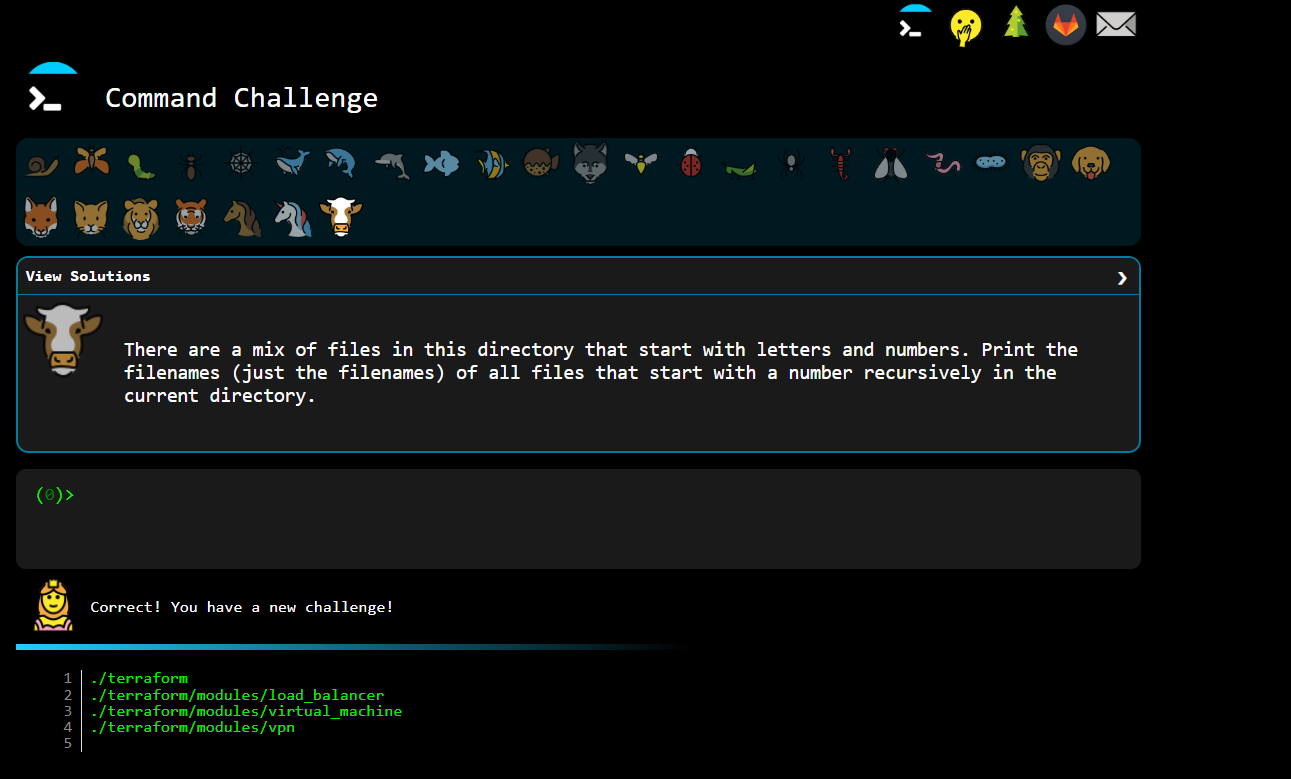 Command Challenge
View Solutions
There are a mix of files in this directory that start with letters and numbers. Print the
filenames (just the filenames) of all files that start with a number recursively in the
current directory.
(0)>
Correct! You have a new challenge!
1 ./terraform
2 ./terraform/modules/load_balancer
3 ./terraform/modules/virtual_machine
4 ./terraform/modules/vpn
5